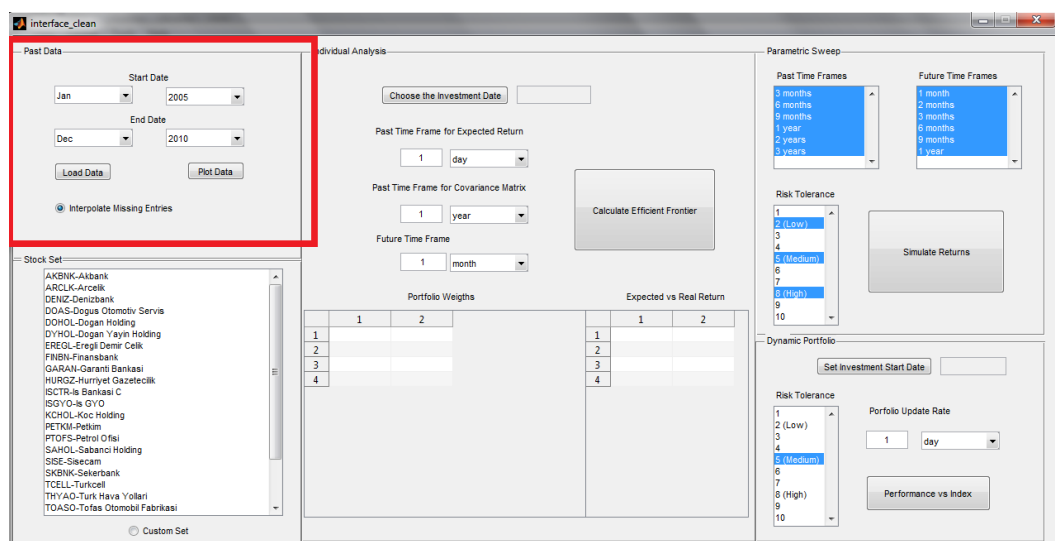 interface_clean
Past Data
Start Date
Jan
2005
End Date
Dec
2010
Load Data
Plot Data
Interpolate Missing Entries
Stock Set
AKBNK-Akbank
ARCLK-Arcelik
DENIZ-Denizbank
DOAS-Dogus Otomotiv Servis
DOHOL-Dogan Holding
DYHOL-Dogan Yayin Holding
EREGL-Eregli Demir Celik
FINBN-Finansbank
GARAN-Garanti Bankasi
HURGZ-Hurriyet Gazetecilik
ISCTR-Is Bankasi C
ISGYO-Is GYO
KCHOL-Koc Holding
PETKM-Petkim
PTOFS-Petrol Ofisi
SAHOL-Sabanci Holding
SISE-Sisecam
SKBNK-Sekerbank
TCELL-Turkcell
THYAO-Turk Hava Yollari
TOASO-Tofas Otomobil Fabrikasi
Custom Set
Individual Analysis
Choose the Investment Date
Past Time Frame for Expected Return
1 day
Past Time Frame for Covariance Matrix
1 year
Future Time Frame
1 month
Calculate Efficient Frontier
Portfolio Weigths
1 2
1
2
3
4
Expected vs Real Return
1 2
1
2
3
4
Parametric Sweep
Past Time Frames
3 months
6 months
9 months
1 year
2 years
3 years
Future Time Frames
1 month
2 months
3 months
6 months
9 months
1 year
Risk Tolerance
1
2 (Low)
3
4
5 (Medium)
6
7
8 (High)
9
10
Simulate Returns
Dynamic Portfolio
Set Investment Start Date
Risk Tolerance
1
2 (Low)
3
4
5 (Medium)
6
7
8 (High)
9
10
Porfolio Update Rate
1 day
Performance vs Index